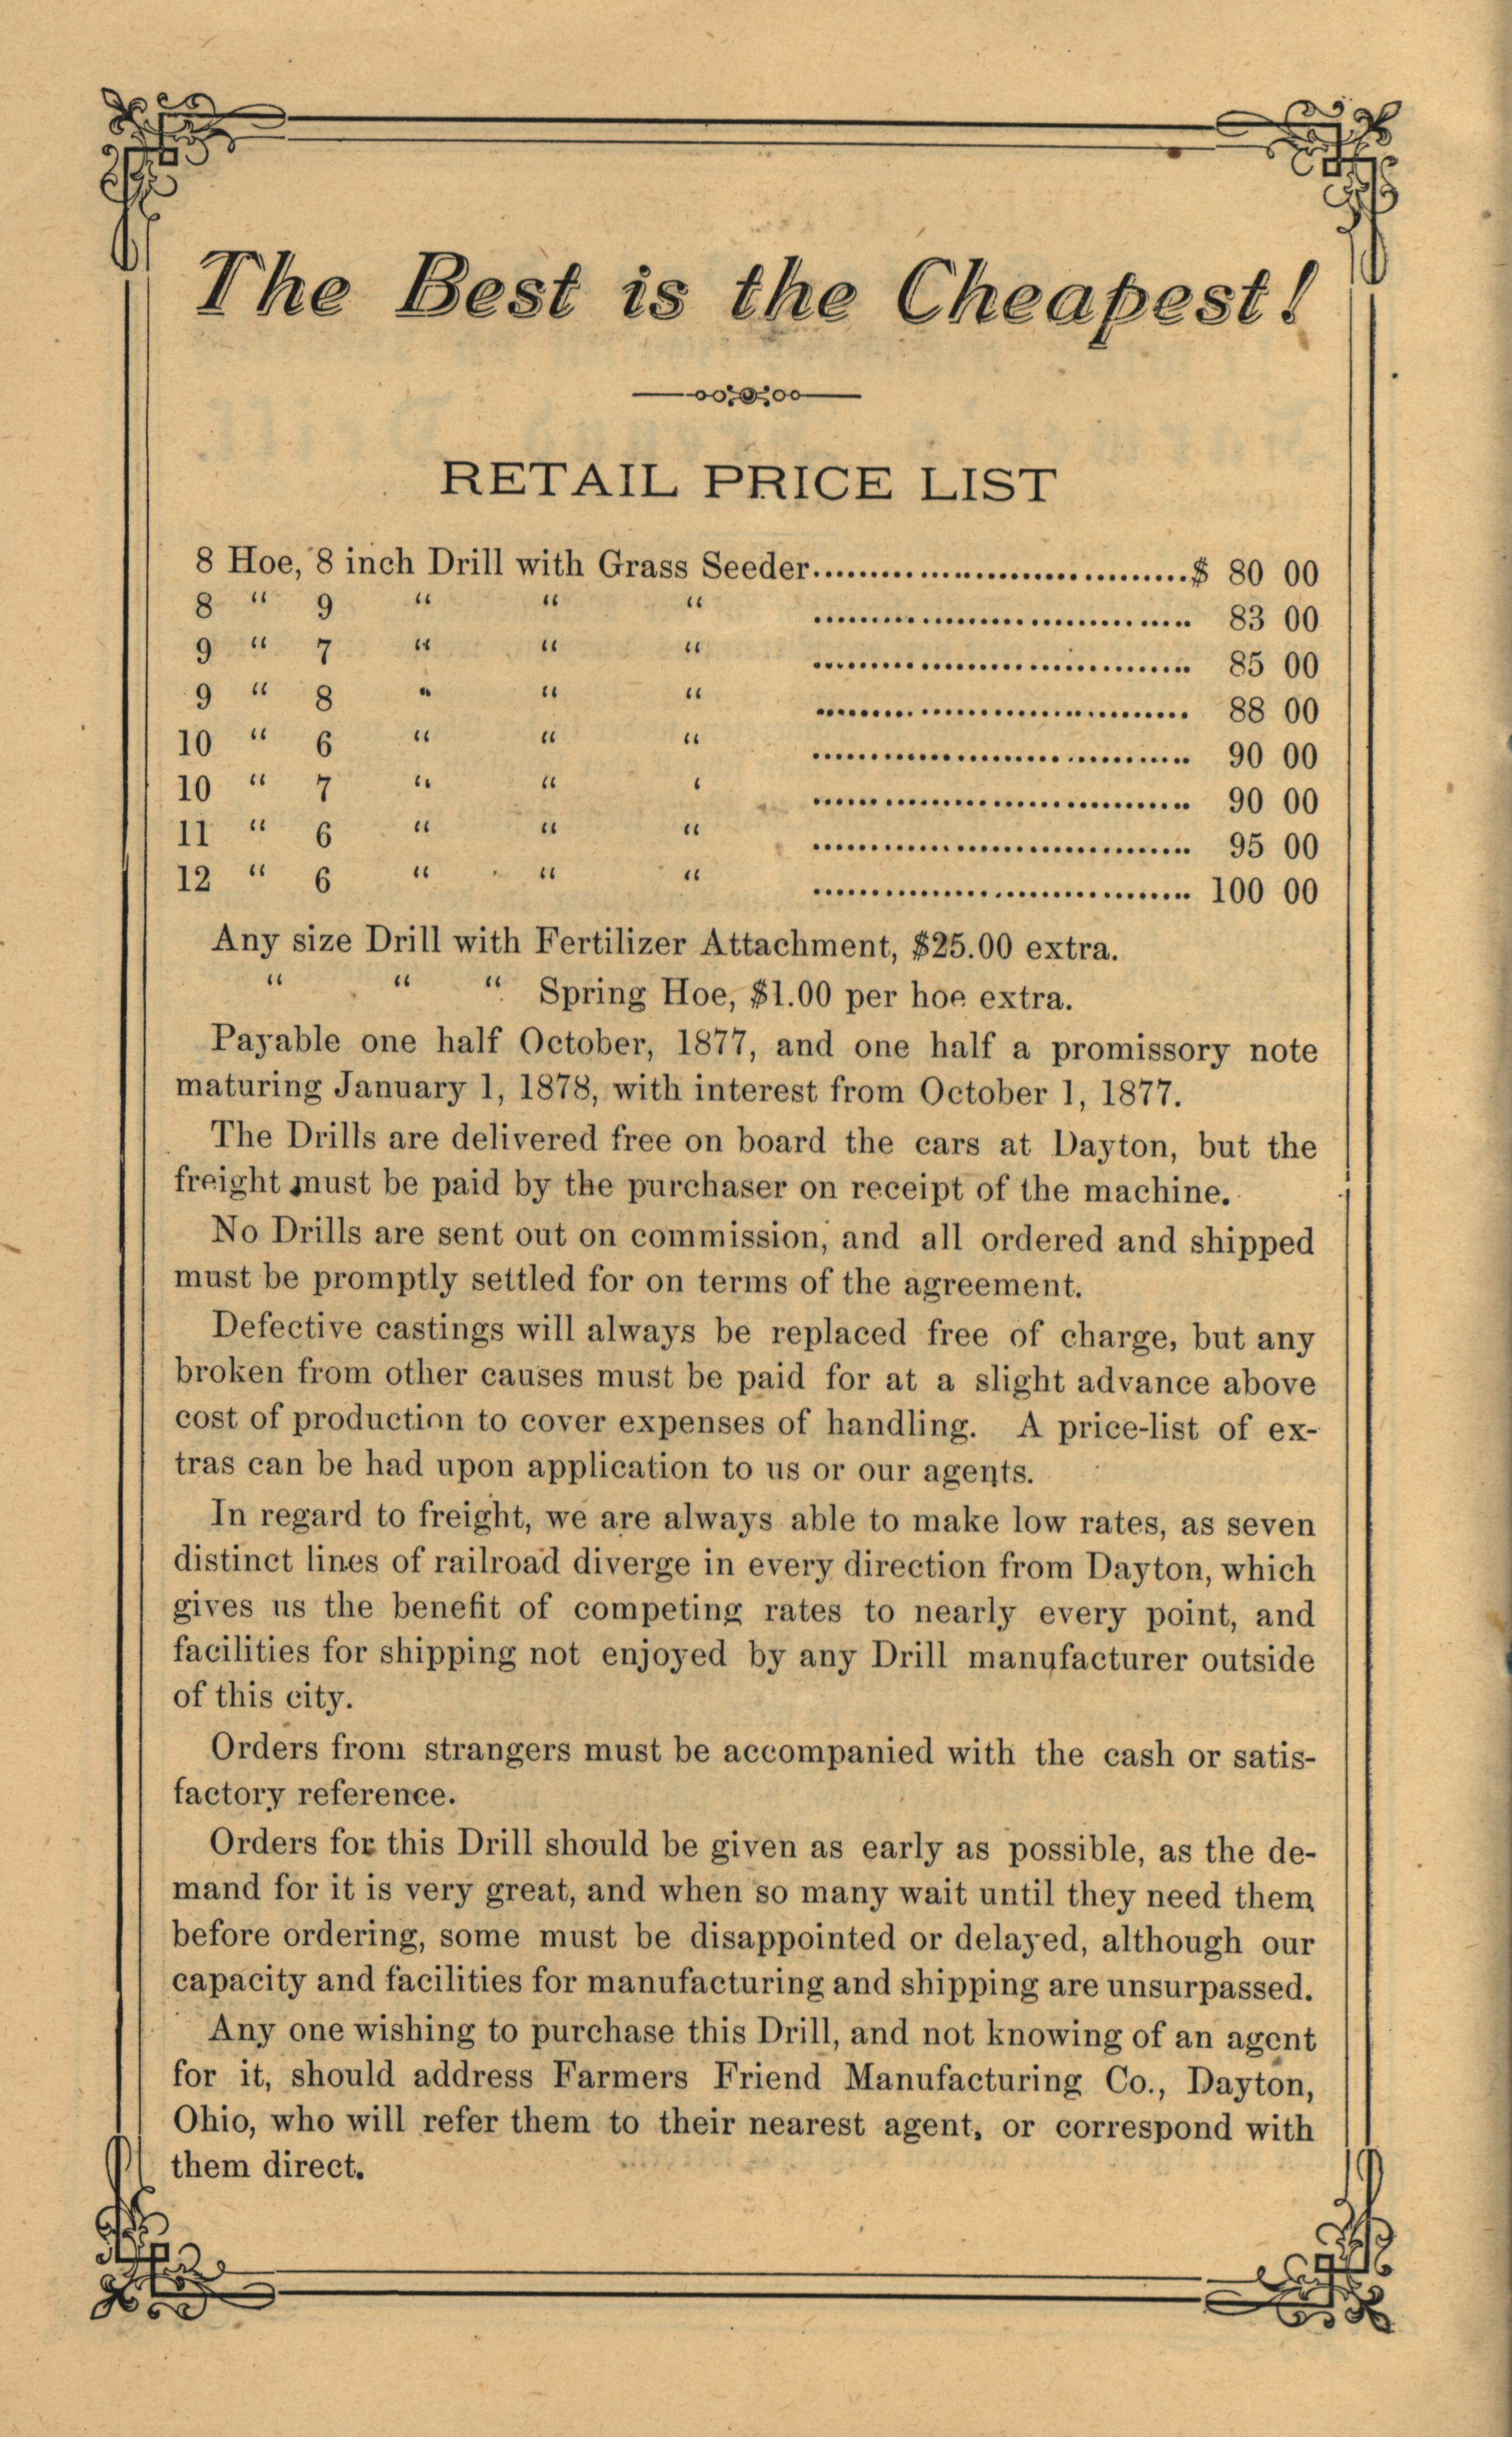 The Best is the Cheapest!
RETAIL PRICE LIST
8 Hoe, 8 inch Drill with Grass Seeder........................................$ 80 00
8 “ 9 “ “ “ ........................................ 83 00
9 “ 7 “ “ “ ........................................ 85 00
9 “ 8 “ “ “ ........................................ 88 00
10 “ 6 “ “ “ ........................................ 90 00
10 “ 7 “ “ ‘ ........................................ 90 00
11 “ 6 “ “ “ ........................................ 95 00
12 “ 6 “ “ “ ........................................ 100 00
Any size Drill with Fertilizer Attachment, $25.00 extra.
“ “ “ Spring Hoe, $1.00 per hoe extra.
Payable one half October, 1877, and one half a promissory note
maturing January 1, 1878, with interest from October 1, 1877.
The Drills are delivered free on board the cars at Dayton, but the
freight must be paid by the purchaser on receipt of the machine.
No Drills are sent out on commission, and all ordered and shipped
must be promptly settled for on terms of the agreement.
Defective castings will always be replaced free of charge, but any
broken from other causes must be paid for at a slight advance above
cost of production to cover expenses of handling. A price-list of ex-
tras can be had upon application to us or our agents.
In regard to freight, we are always able to make low rates, as seven
distinct lines of railroad diverge in every direction from Dayton, which
gives us the benefit of competing rates to nearly every point, and
facilities for shipping not enjoyed by any Drill manufacturer outside
of this city.
Orders from strangers must be accompanied with the cash or satis-
factory reference.
Orders for this Drill should be given as early as possible, as the de-
mand for it is very great, and when so many wait until they need them
before ordering, some must be disappointed or delayed, although our
capacity and facilities for manufacturing and shipping are unsurpassed.
Any one wishing to purchase this Drill, and not knowing of an agent
for it, should address Farmers Friend Manufacturing Co., Dayton,
Ohio, who will refer them to their nearest agent, or correspond with
them direct.